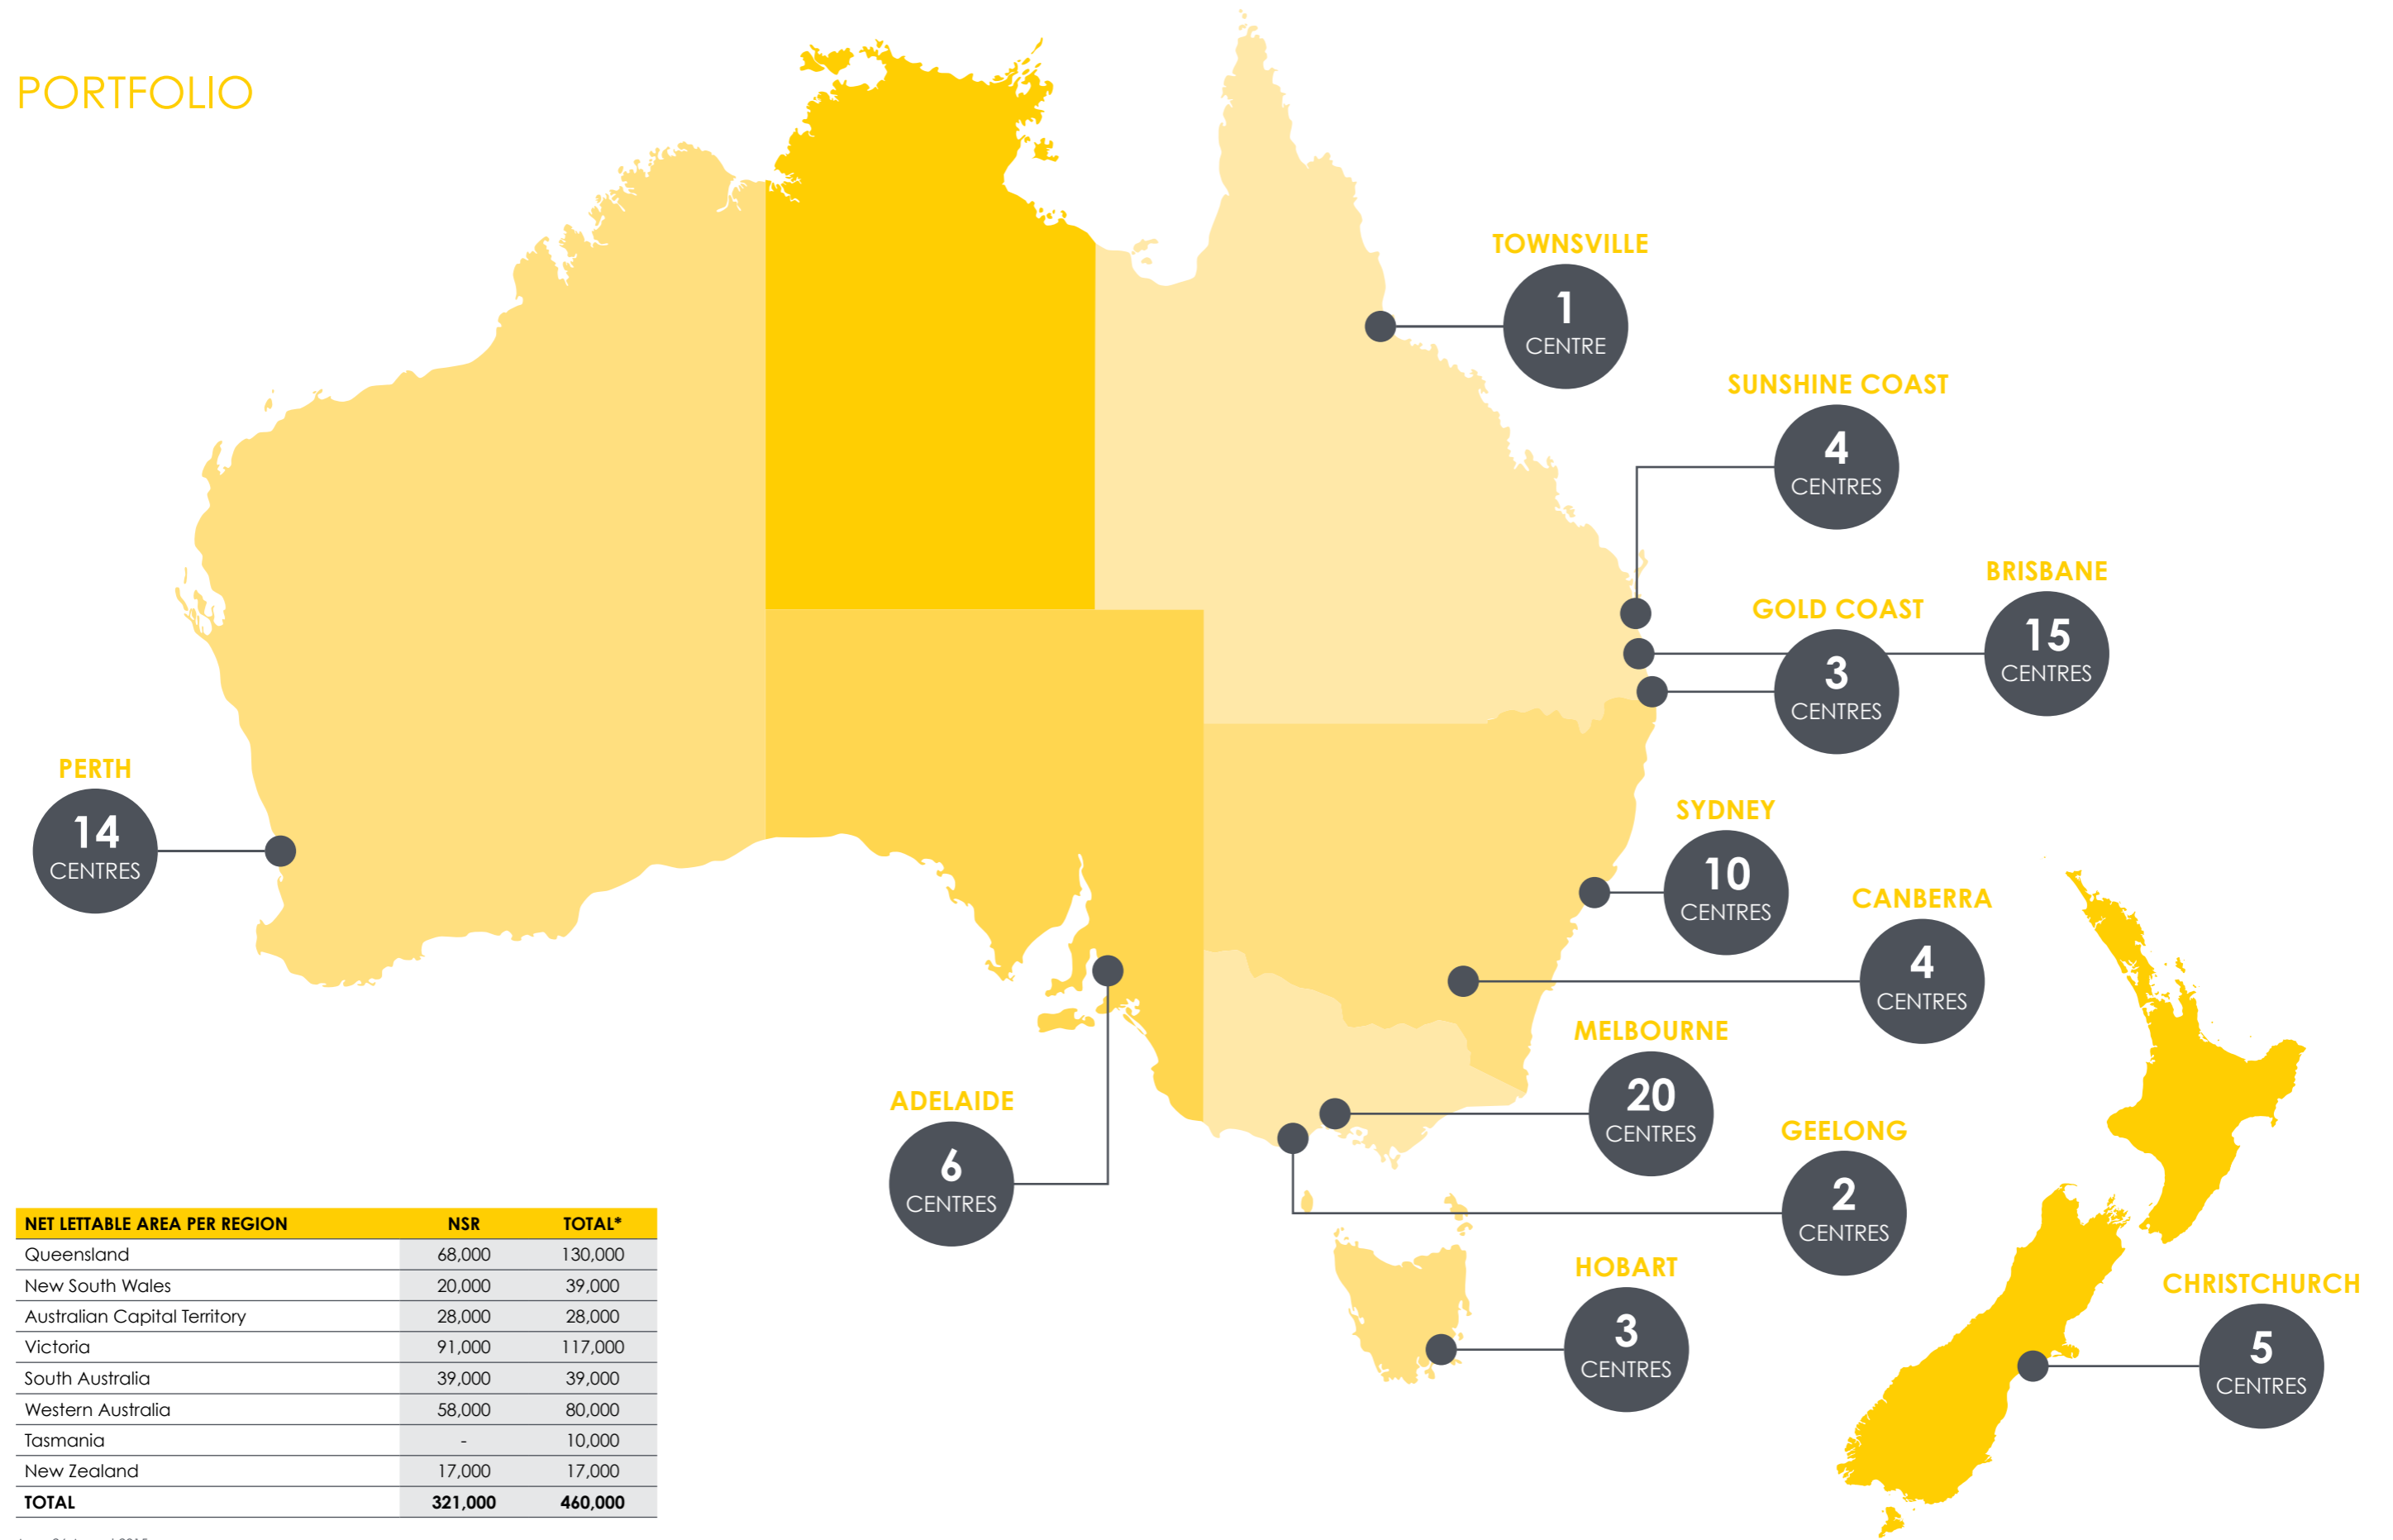 PORTFOLIO
TOWNSVILLE
1
CENTRE
SUNSHINE COAST
4
CENTRES
BRISBANE
15
CENTRES
GOLD COAST
3
CENTRES
PERTH
14
CENTRES
SYDNEY
10
CENTRES
CANBERRA
4
CENTRES
MELBOURNE
20
CENTRES
ADELAIDE
6
CENTRES
GEELONG
2
CENTRES
HOBART
3
CENTRES
CHRISTCHURCH
5
CENTRES
NET LETTABLE AREA PER REGION NSR TOTAL*
Queensland 68,000 130,000
New South Wales 20,000 39,000
Australian Capital Territory 28,000 28,000
Victoria 91,000 117,000
South Australia 39,000 39,000
Western Australia 58,000 80,000
Tasmania - 10,000
New Zealand 17,000 17,000
TOTAL 321,000 460,000